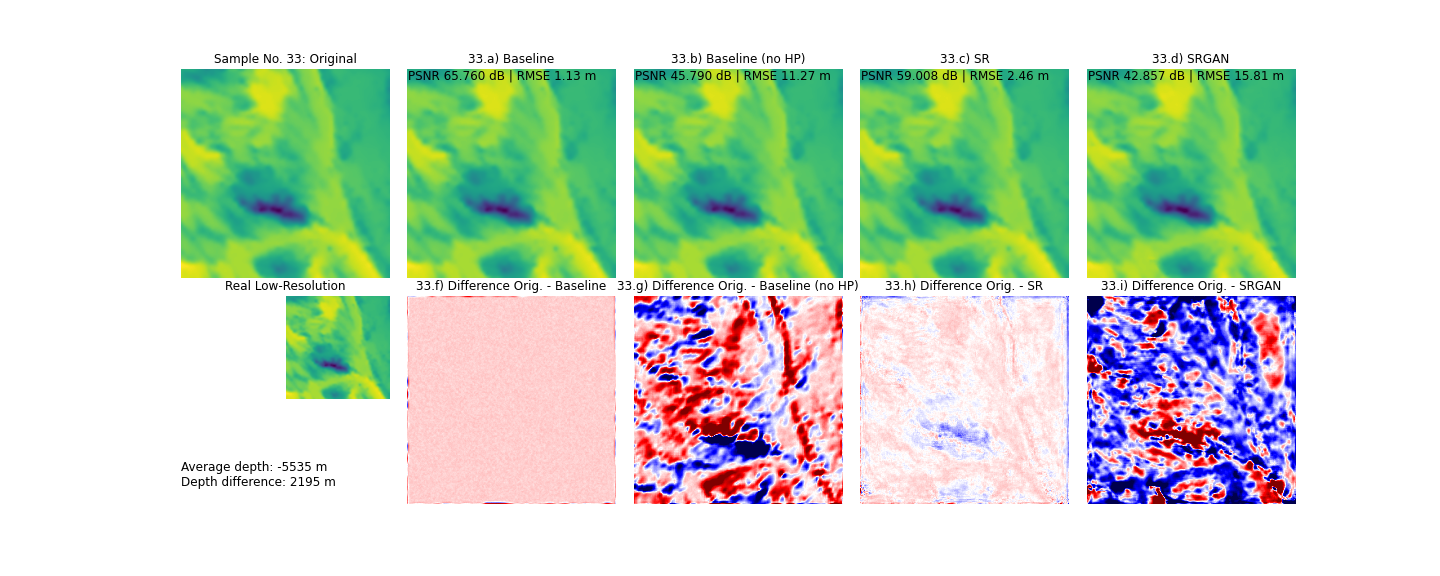 Sample No. 33: Original
33.a) Baseline
33.b) Baseline (no HP)
33.c) SR
33.d) SRGAN
PSNR 65.760 dB | RMSE 1.13 m
PSNR 45.790 dB | RMSE 11.27 m
PSNR 59.008 dB | RMSE 2.46 m
PSNR 42.857 dB | RMSE 15.81 m
Real Low-Resolution
33.f) Difference Orig. - Baseline
33.g) Difference Orig. - Baseline (no HP)
33.h) Difference Orig. - SR
33.i) Difference Orig. - SRGAN
Average depth: -5535 m
Depth difference: 2195 m